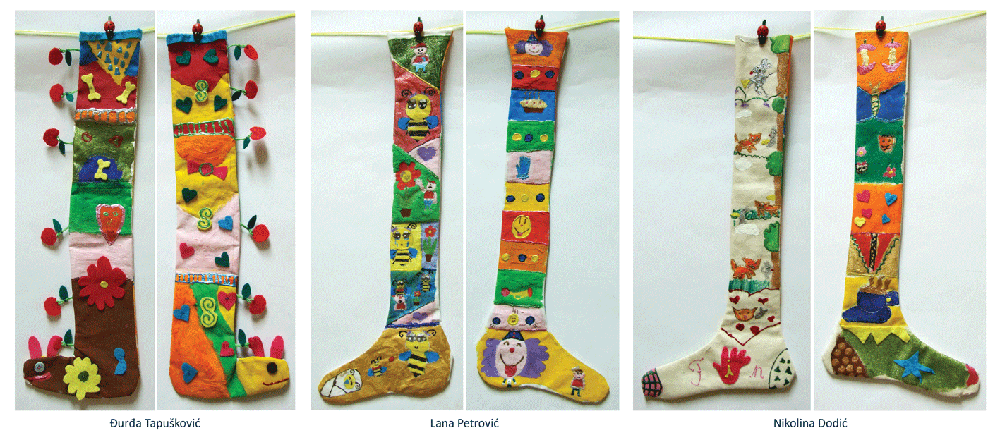 Đurđa Tapušković
Lana Petrović
Nikolina Dodić
S
S
S
F n